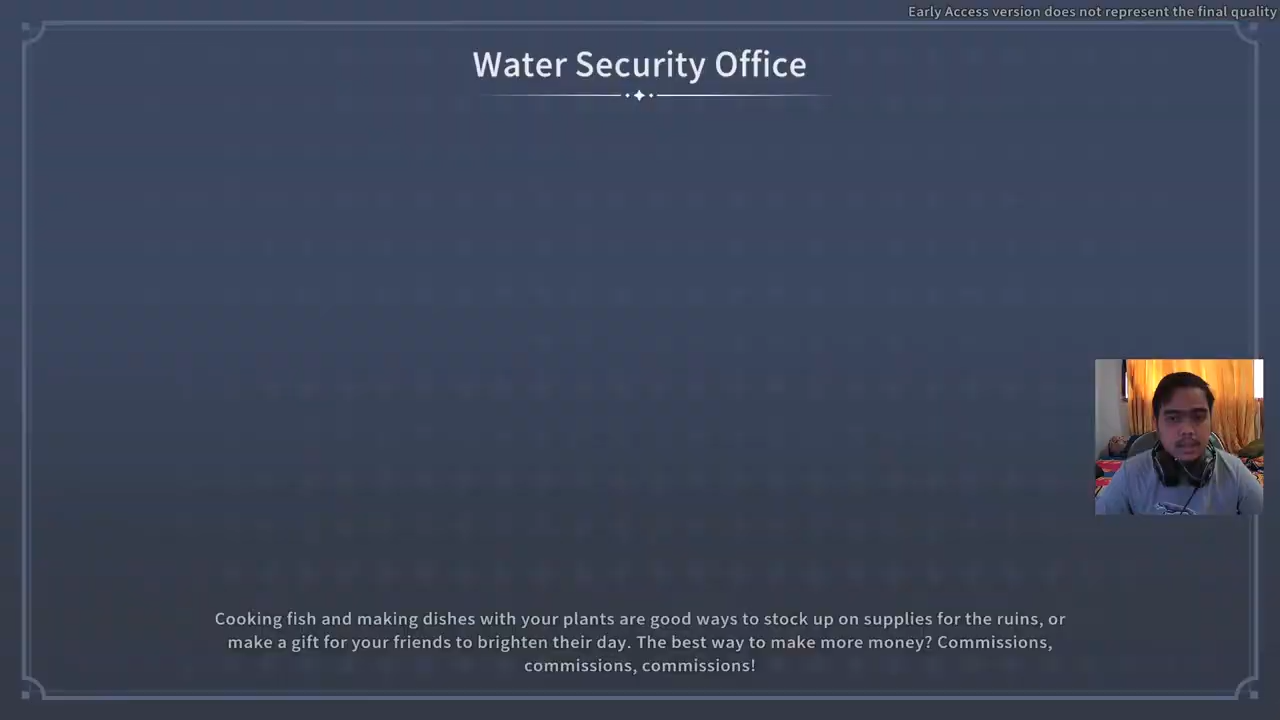 Early Access version does not represent the final quality
Water Security Office
Cooking fish and making dishes with your plants are good ways to stock up on supplies for the ruins, or
make a gift for your friends to brighten their day. The best way to make more money? Commissions,
commissions, commissions!